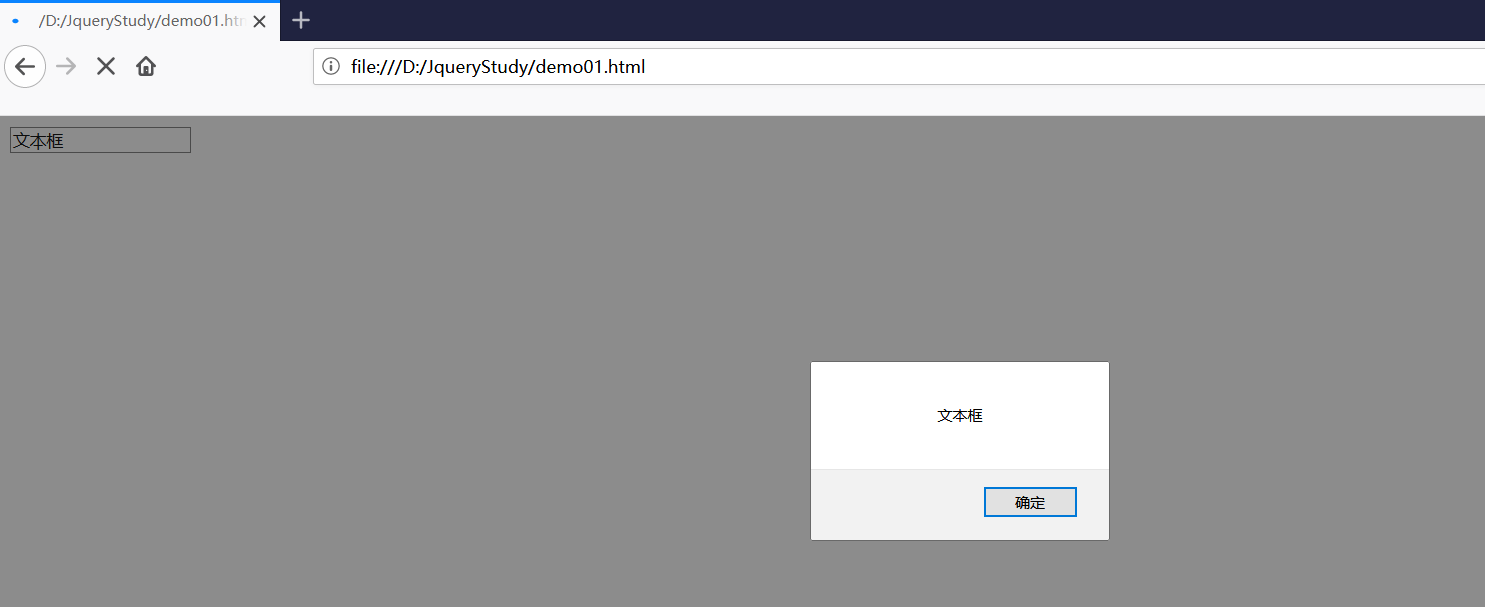 /D:/JqueryStudy/demo01.htm
file:///D:/JqueryStudy/demo01.html
文本框
文本框
确定